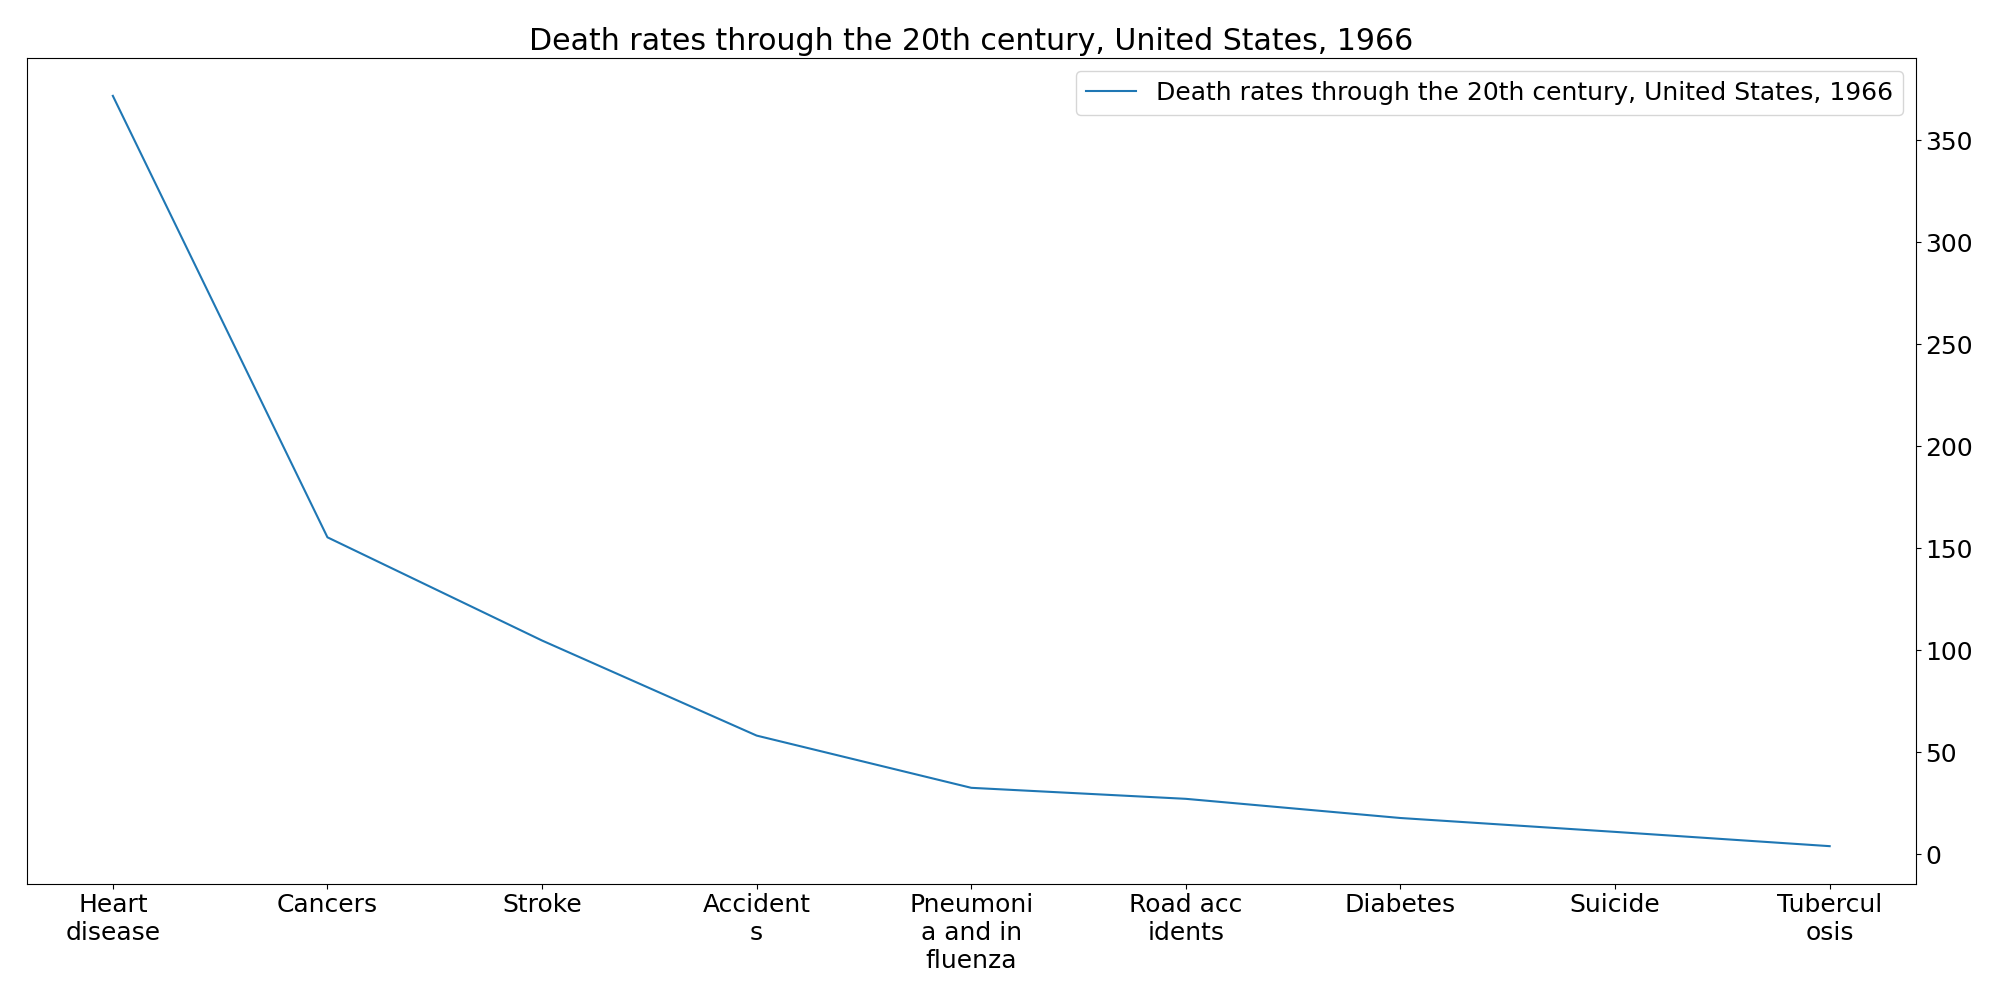 Death rates through the 20th century, United States, 1966
Death rates through the 20th century, United States, 1966
350
300
250
200
150
100
50
0
Heart
disease
Cancers
Stroke
Accident
s
Pneumoni
a and in
fluenza
Road acc
idents
Diabetes
Suicide
Tubercul
osis